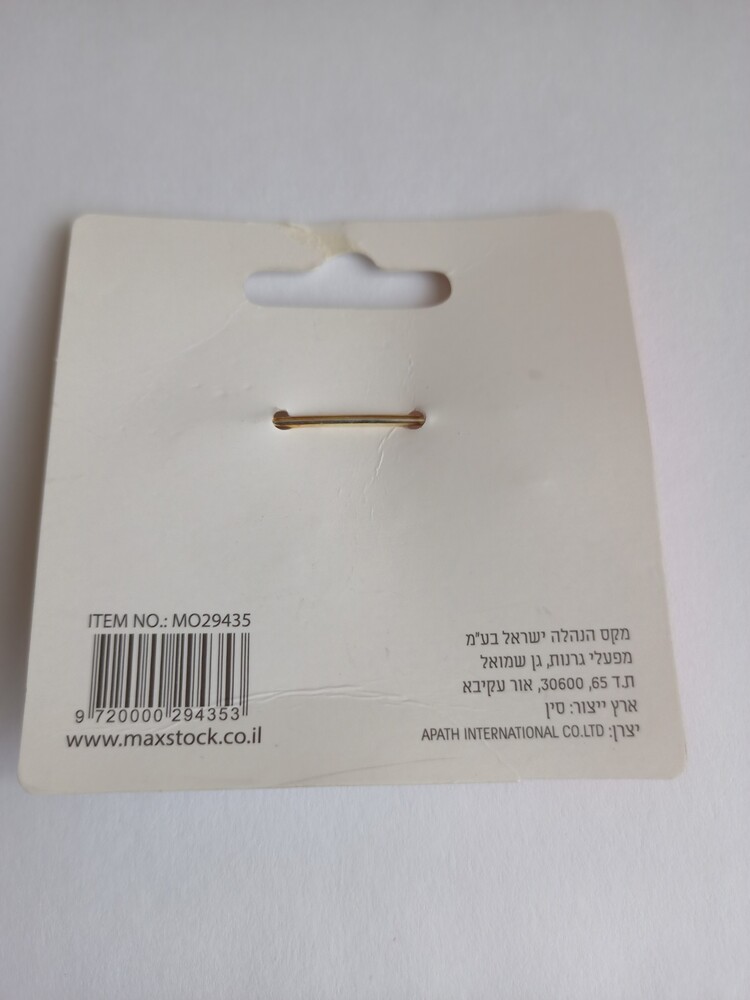 ITEM NO.: MO29435
9 720000 294353
www.maxstock.co.il
מקס הנהלה ישראל בע"מ
מפעלי גרנות, גן שמואל
ת.ד 65, 30600, אור עקיבא
ארץ ייצור: סין
יצרן: APATH INTERNATIONAL CO.LTD